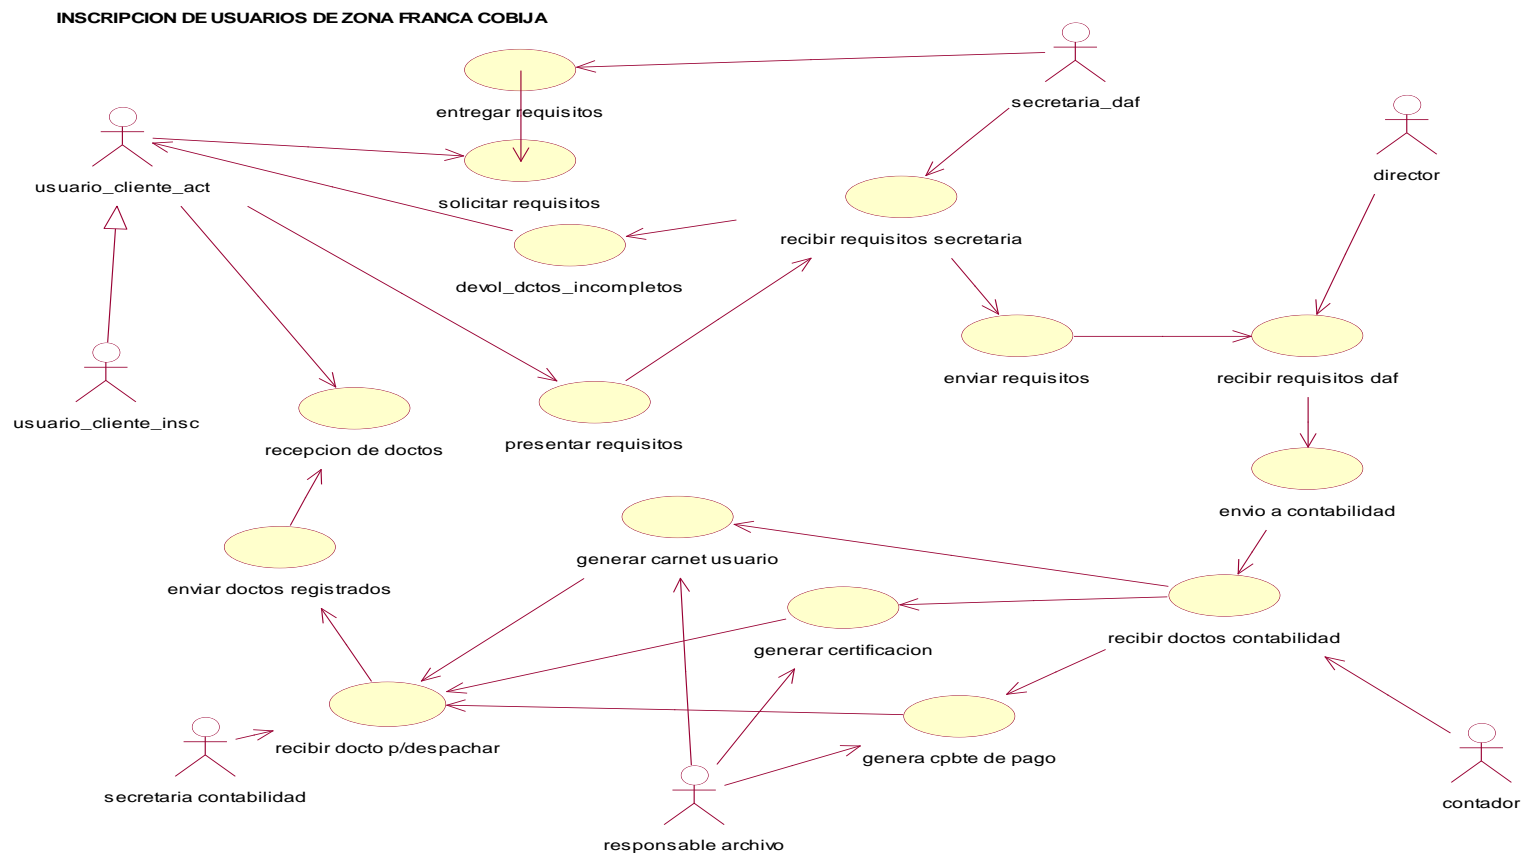 INSCRIPCION DE USUARIOS DE ZONA FRANCA COBIJA
secretaria_daf
entregar requisitos
director
usuario_cliente_act
solicitar requisitos
recibir requisitos secretaria
devol_dctos_incompletos
enviar requisitos
recibir requisitos daf
usuario_cliente_insc
presentar requisitos
recepcion de doctos
envio a contabilidad
generar carnet usuario
enviar doctos registrados
recibir doctos contabilidad
generar certificacion
recibir docto p/despachar
genera cpbte de pago
secretaria contabilidad
contador
responsable archivo